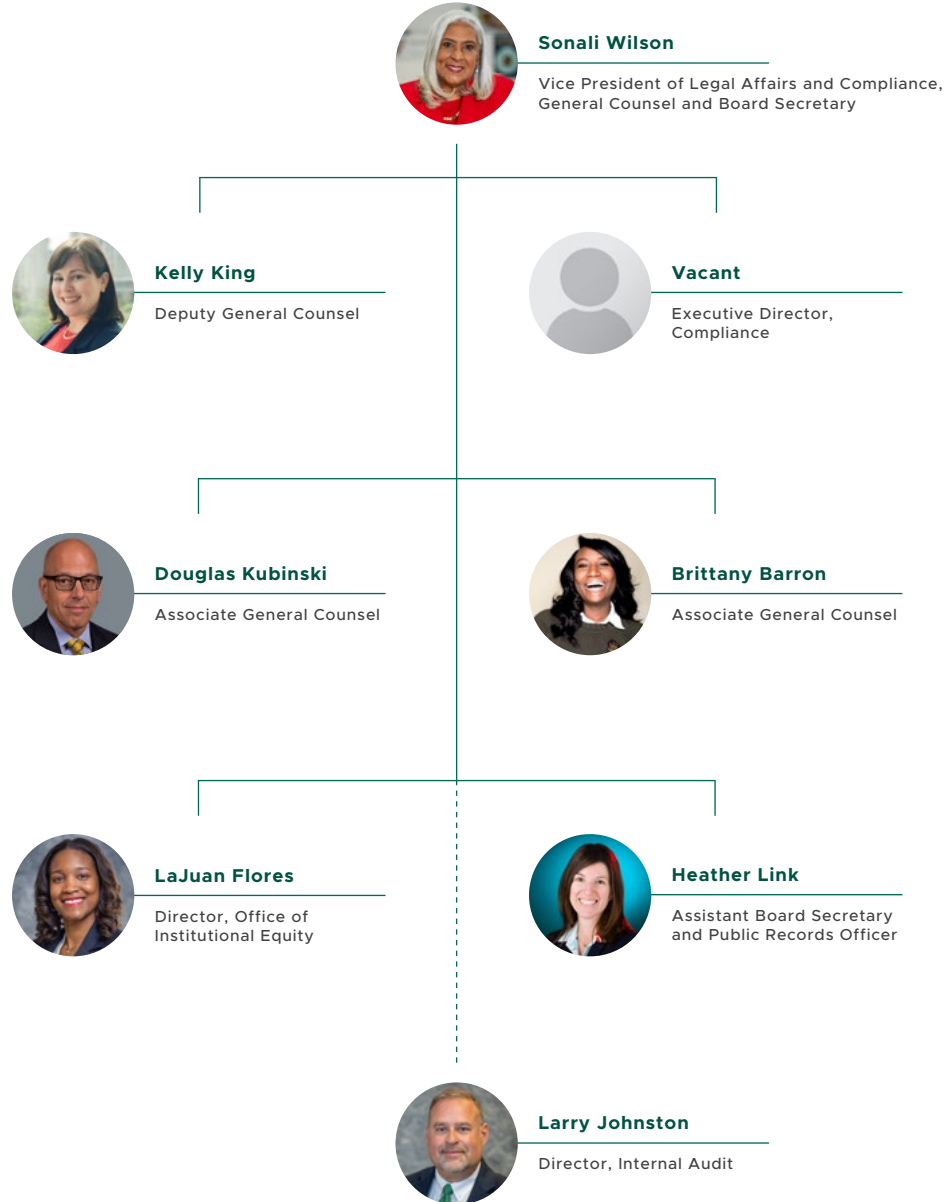 Sonali Wilson
Vice President of Legal Affairs and Compliance,
General Counsel and Board Secretary
Kelly King
Deputy General Counsel
Vacant
Executive Director,
Compliance
Douglas Kubinski
Associate General Counsel
Brittany Barron
Associate General Counsel
LaJuan Flores
Director, Office of
Institutional Equity
Heather Link
Assistant Board Secretary
and Public Records Officer
Larry Johnston
Director, Internal Audit